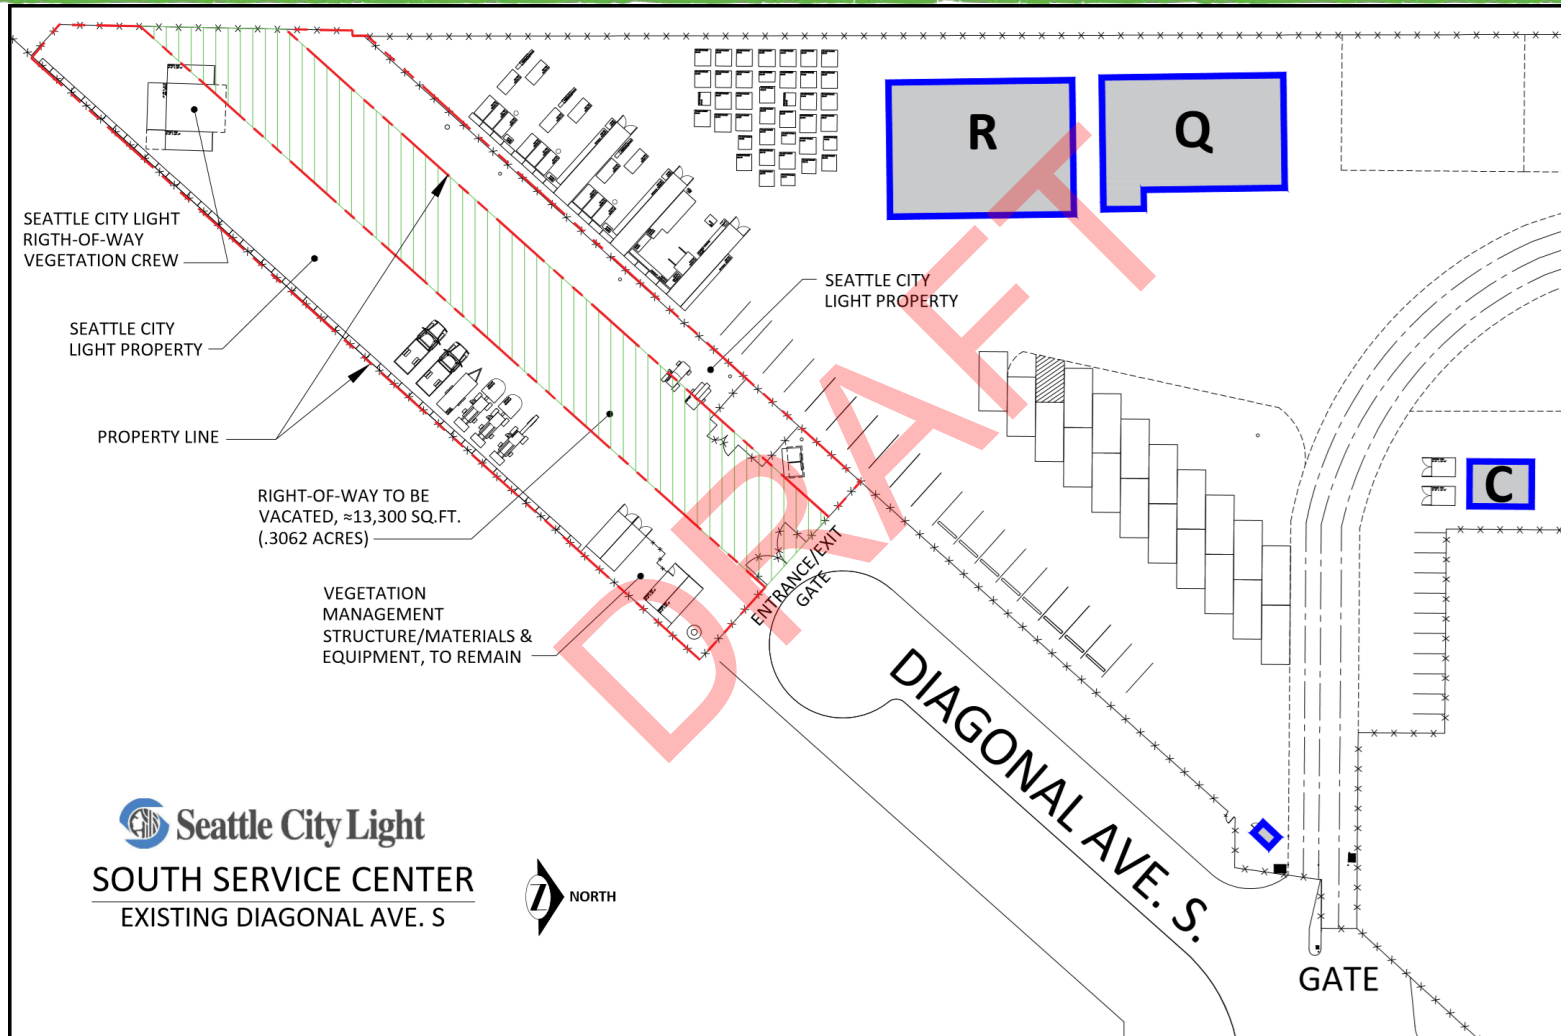 R
Q
SEATTLE CITY LIGHT
RIGTH-OF-WAY
VEGETATION CREW
SEATTLE CITY
LIGHT PROPERTY
SEATTLE CITY
LIGHT PROPERTY
PROPERTY LINE
C
RIGHT-OF-WAY TO BE
VACATED, ≈13,300 SQ.FT.
(.3062 ACRES)
ENTRANCE/EXIT
GATE
VEGETATION
MANAGEMENT
STRUCTURE/MATERIALS &
EQUIPMENT, TO REMAIN
DRAFT
DIAGONAL AVE. S.
Seattle City Light
SOUTH SERVICE CENTER
EXISTING DIAGONAL AVE. S
Z
NORTH
GATE